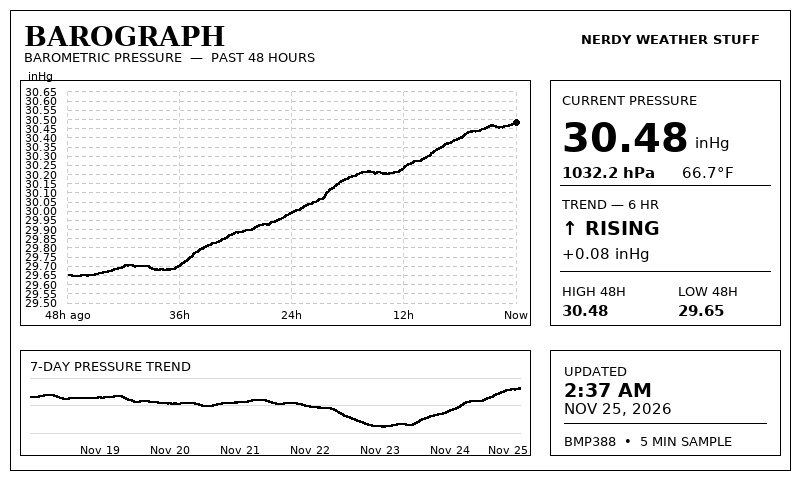 BAROGRAPH
NERDY WEATHER STUFF
BAROMETRIC PRESSURE — PAST 48 HOURS
inHg
30.65
30.60
30.55
30.50
30.45
30.40
30.35
30.30
30.25
30.20
30.15
30.10
30.05
30.00
29.95
29.90
29.85
29.80
29.75
29.70
29.65
29.60
29.55
29.50
48h ago 36h 24h 12h Now
CURRENT PRESSURE
30.48 inHg
1032.2 hPa 66.7°F
TREND — 6 HR
↑ RISING
+0.08 inHg
HIGH 48H LOW 48H
30.48 29.65
7-DAY PRESSURE TREND
Nov 19 Nov 20 Nov 21 Nov 22 Nov 23 Nov 24 Nov 25
UPDATED
2:37 AM
NOV 25, 2026
BMP388 • 5 MIN SAMPLE